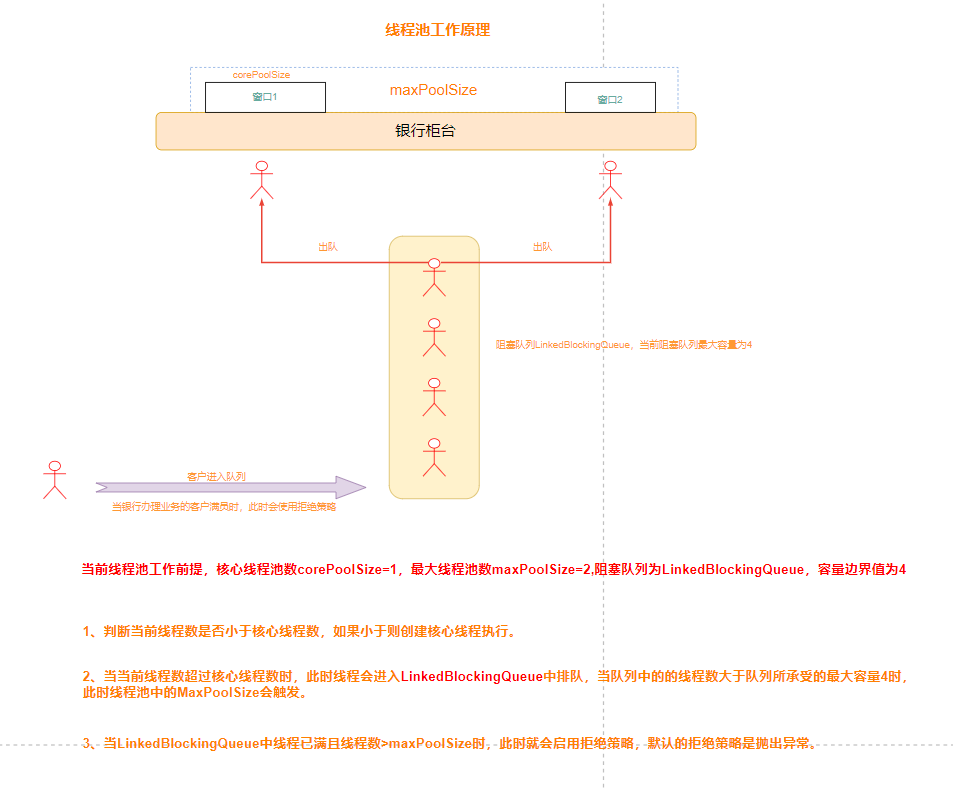 线程池工作原理
corePoolSize
窗口1
maxPoolSize
窗口2
银行柜台
出队
出队
阻塞队列LinkedBlockingQueue，当前阻塞队列最大容量为4
客户进入队列
当银行办理业务的客户满员时，此时会使用拒绝策略
当前线程池工作前提，核心线程池数corePoolSize=1，最大线程池数maxPoolSize=2,阻塞队列为LinkedBlockingQueue，容量边界值为4
1、判断当前线程数是否小于核心线程数，如果小于则创建核心线程执行。
2、当当前线程数超过核心线程数时，此时线程会进入LinkedBlockingQueue中排队，当队列中的的线程数大于队列所承受的最大容量4时，
此时线程池中的MaxPoolSize会触发。
3、当LinkedBlockingQueue中线程已满且线程数>maxPoolSize时，此时就会启用拒绝策略，默认的拒绝策略是抛出异常。